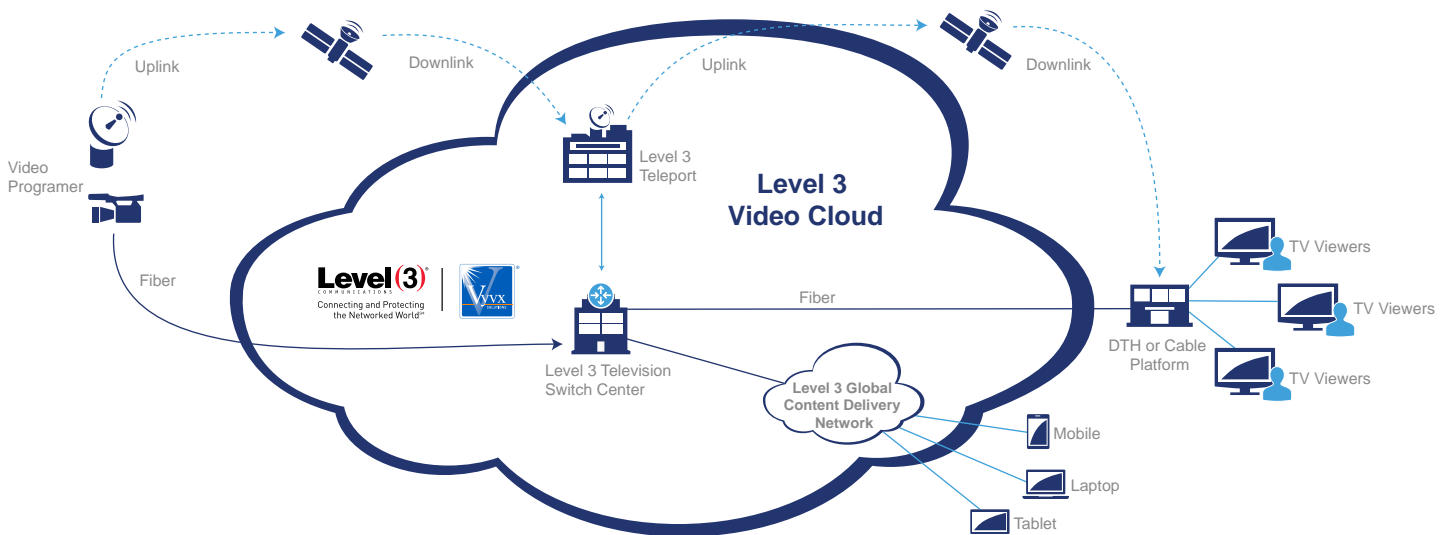 Uplink
Downlink
Uplink
Downlink
Video
Programer
Level 3
Teleport
Level 3
Video Cloud
Fiber
Level(3)®
COMMUNICATIONS
Connecting and Protecting
the Networked World℠
VYVX
SOLUTIONS
®
Fiber
Level 3 Television
Switch Center
Level 3 Global
Content Delivery
Network
DTH or Cable
Platform
TV Viewers
TV Viewers
TV Viewers
Mobile
Laptop
Tablet